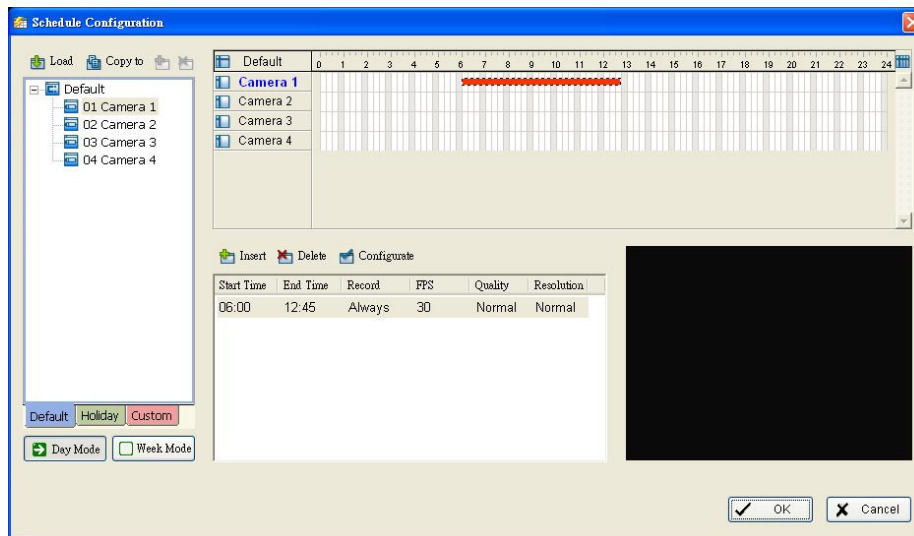 Schedule Configuration
Load Copy to
Default
01 Camera 1
02 Camera 2
03 Camera 3
04 Camera 4
Default Holiday Custom
Day Mode Week Mode
Default 0 1 2 3 4 5 6 7 8 9 10 11 12 13 14 15 16 17 18 19 20 21 22 23 24
Camera 1
Camera 2
Camera 3
Camera 4
Insert Delete Configurate
Start Time End Time Record FPS Quality Resolution
06:00 12:45 Always 30 Normal Normal
OK Cancel